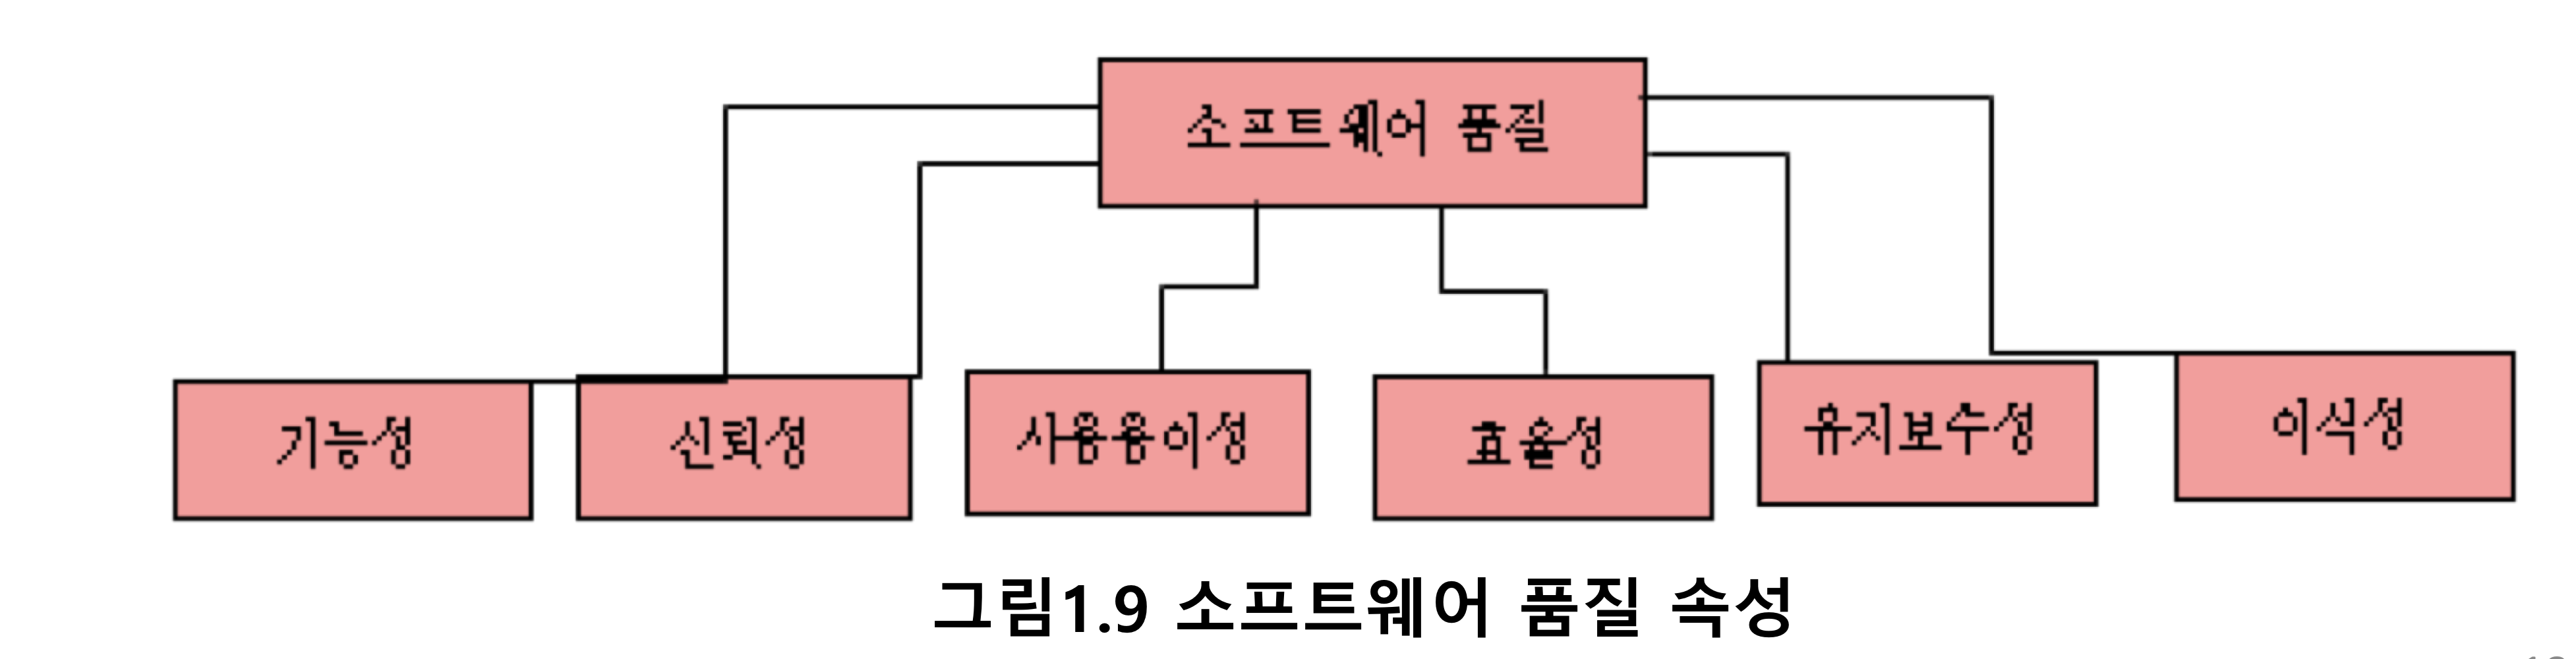 소프트웨어 품질
기능성
신뢰성
사용용이성
효율성
유지보수성
이식성
그림1.9 소프트웨어 품질 속성